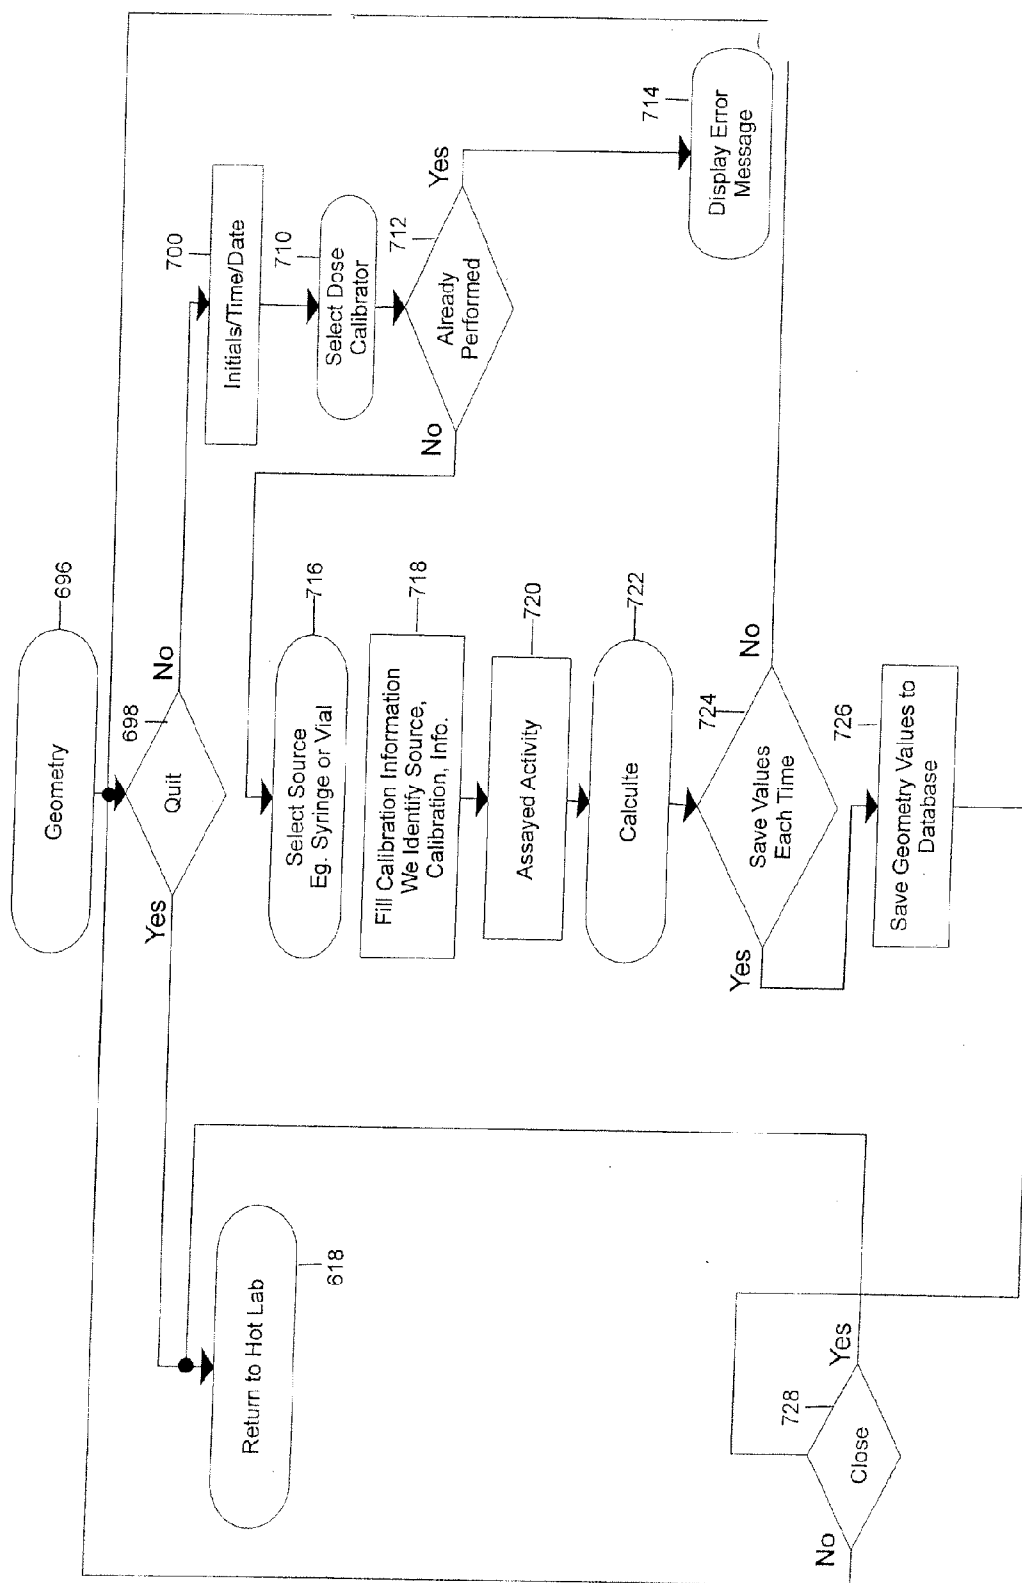 Geometry
696
698
Quit
No
Yes
700
Initials/Time/Date
710
Select Dose
Calibrator
712
Already
Performed
Yes
No
714
Display Error
Message
716
Select Source
Eg. Syringe or Vial
718
Fill Calibration Information
We Identify Source,
Calibration, Info.
720
Assayed Activity
722
Calculte
724
Save Values
Each Time
No
Yes
726
Save Geometry Values to
Database
Return to Hot Lab
618
728
Close
Yes
No